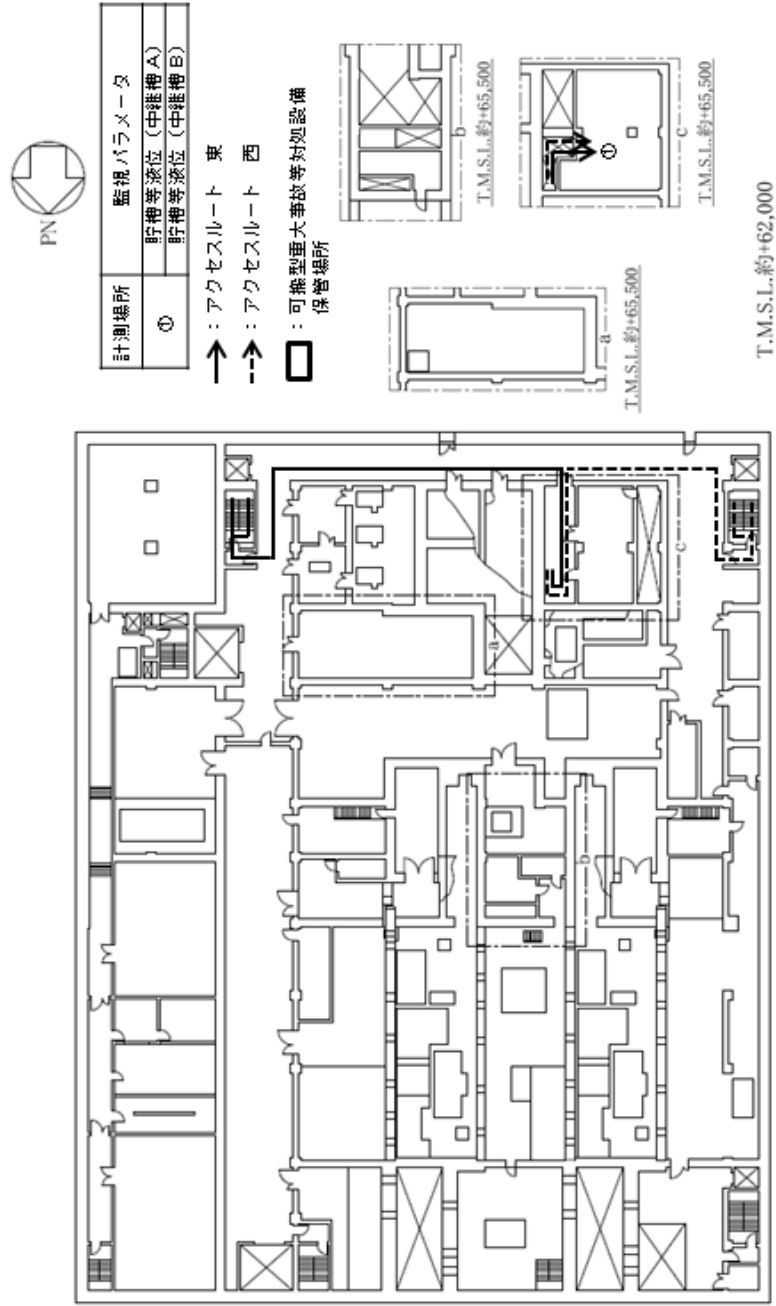 PN
計測場所 監視パラメータ
① 貯槽等液位（中継槽A）
貯槽等液位（中継槽B）
：アクセスルート 東
：アクセスルート 西
：可搬型重大事故等対処設備
保管場所
a
T.M.S.L.約+65,500
b
T.M.S.L.約+65,500
①
c
T.M.S.L.約+65,500
a
b
c
T.M.S.L.約+62,000